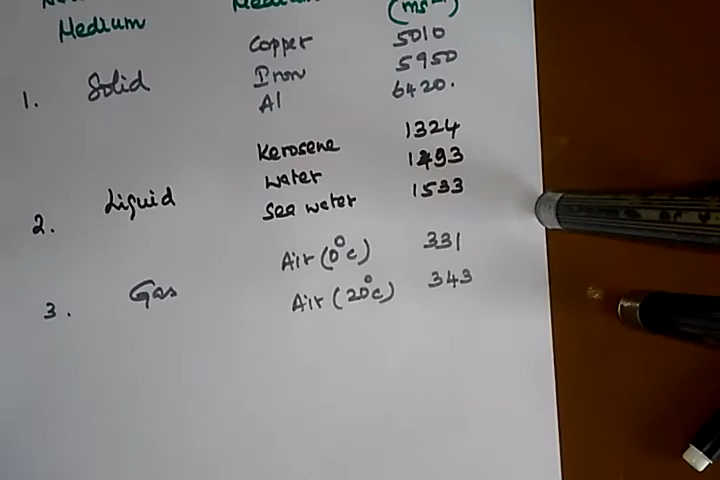 Medium
(ms
Copper 5010
1. Solid Iron 5950
Al 6420.
Kerosene 1324
Water 1493
2. Liquid Sea water 1533
Air (0°C) 331
3. Gas Air (20°C) 343